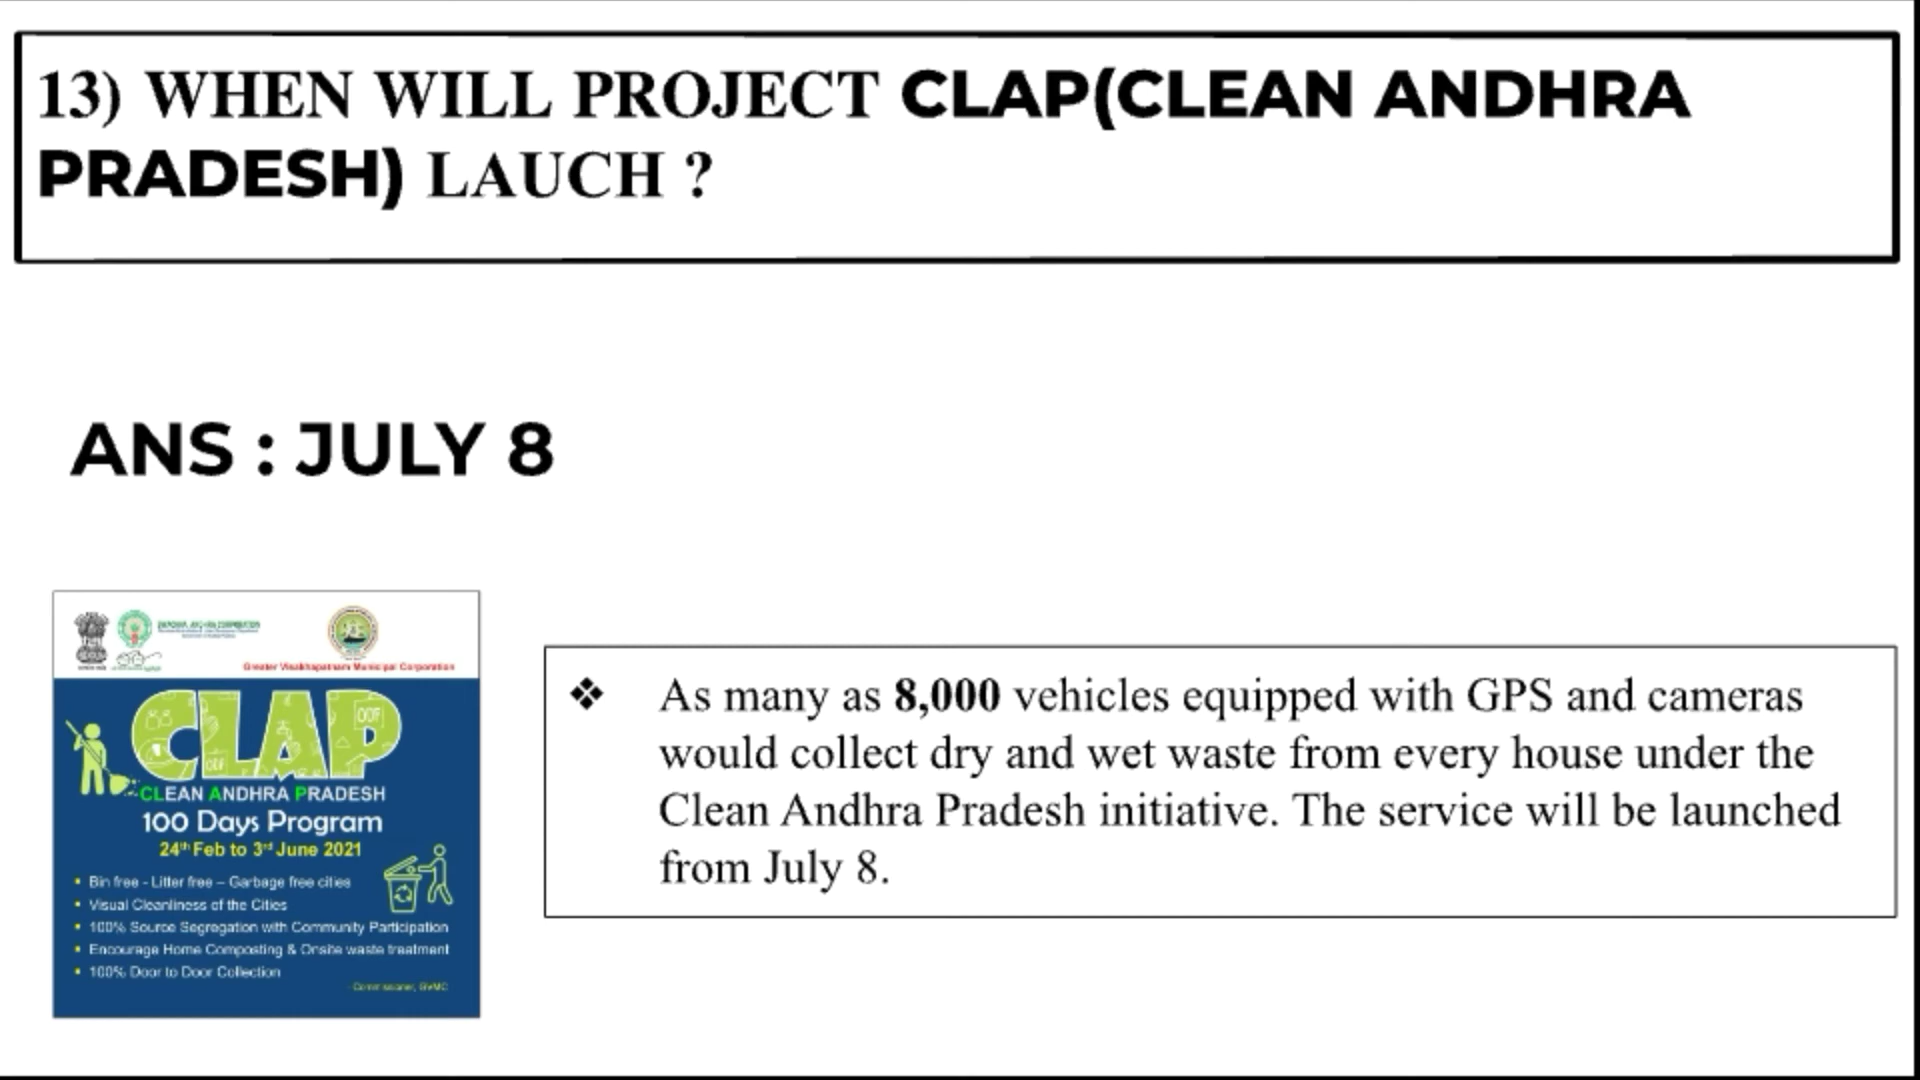 13) WHEN WILL PROJECT CLAP(CLEAN ANDHRA
PRADESH) LAUCH ?
ANS : JULY 8
Greater Visakhapatnam Municipal Corporation
CLAP
ODF
ODF
CLEAN ANDHRA PRADESH
100 Days Program
24th Feb to 3rd June 2021
• Bin free - Litter free – Garbage free cities
• Visual Cleanliness of the Cities
• 100% Source Segregation with Community Participation
• Encourage Home Composting & Onsite waste treatment
• 100% Door to Door Collection
- Commissioner, GVMC
❖ As many as 8,000 vehicles equipped with GPS and cameras
would collect dry and wet waste from every house under the
Clean Andhra Pradesh initiative. The service will be launched
from July 8.